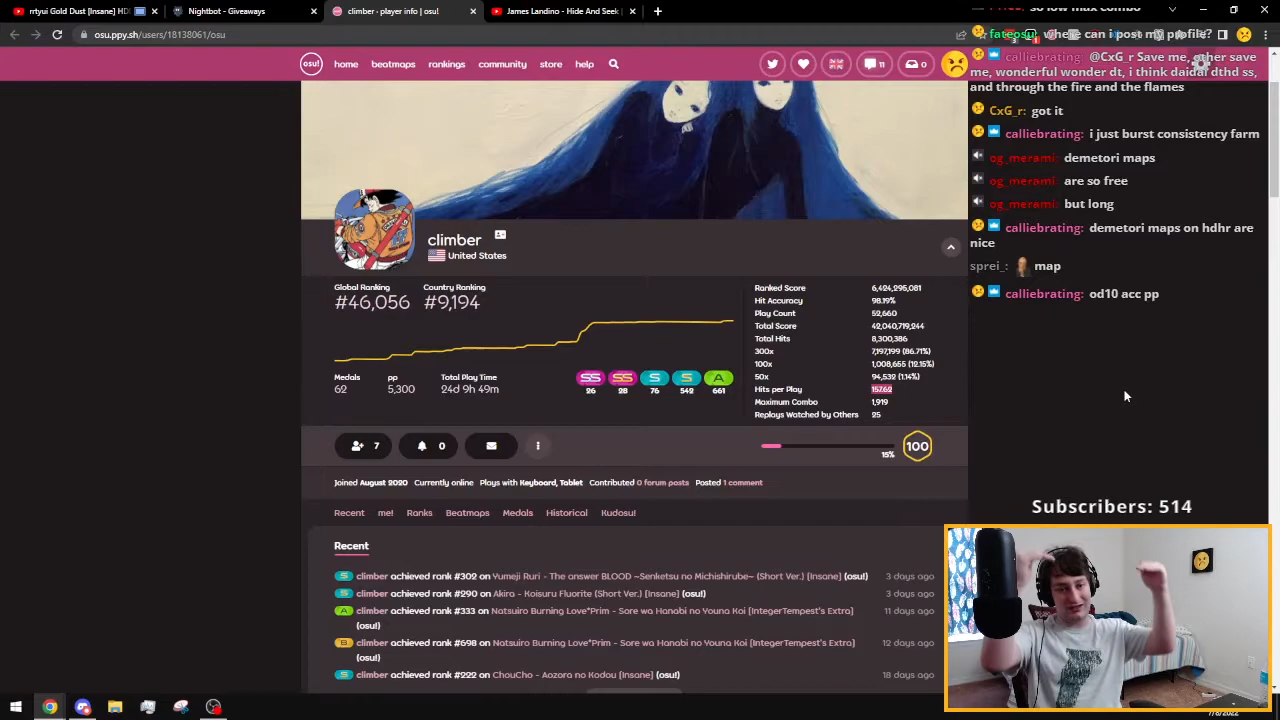 rrtyui Gold Dust [Insane] HD
Nightbot - Giveaways
climber · player info | osu!
James Landino - Hide And Seek
osu.ppy.sh/users/18138061/osu
so low max combo
fateosu: where can i post my profile?
calliebrating: @CxG_r Save me, other save
me, wonderful wonder dt, i think daidai dthd ss,
and through the fire and the flames
CxG_r: got it
calliebrating: i just burst consistency farm
og_merami: demetori maps
og_merami: are so free
og_merami: but long
calliebrating: demetori maps on hdhr are
nice
sprei_: map
calliebrating: od10 acc pp
Subscribers: 514
osu!
home
beatmaps
rankings
community
store
help
11
0
climber
United States
Global Ranking
#46,056
Country Ranking
#9,194
Medals
62
pp
5,300
Total Play Time
24d 9h 49m
SS
26
SS
28
S
76
S
542
A
661
Ranked Score 6,424,295,081
Hit Accuracy 98.19%
Play Count 52,660
Total Score 42,040,719,244
Total Hits 8,300,386
300x 7,197,199 (86.71%)
100x 1,008,655 (12.15%)
50x 94,532 (1.14%)
Hits per Play 157.62
Maximum Combo 1,919
Replays Watched by Others 25
7
0
15%
100
Joined August 2020 Currently online Plays with Keyboard, Tablet Contributed 0 forum posts Posted 1 comment
Recent me! Ranks Beatmaps Medals Historical Kudosu!
Recent
S climber achieved rank #302 on Yumeji Ruri - The answer BLOOD ~Senketsu no Michishirube~ (Short Ver.) [Insane] (osu!) 3 days ago
S climber achieved rank #290 on Akira - Koisuru Fluorite (Short Ver.) [Insane] (osu!) 3 days ago
A climber achieved rank #333 on Natsuiro Burning Love*Prim - Sore wa Hanabi no Youna Koi [IntegerTempest's Extra]
(osu!) 11 days ago
B climber achieved rank #698 on Natsuiro Burning Love*Prim - Sore wa Hanabi no Youna Koi [IntegerTempest's Extra]
(osu!) 12 days ago
S climber achieved rank #222 on ChouCho - Aozora no Kodou [Insane] (osu!) 18 days ago